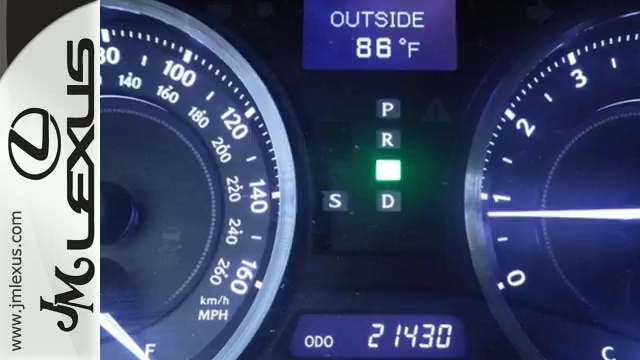 www.jmlexus.com
JM LEXUS
OUTSIDE
86°F
80
100
120
140
160
140
160
180
200
220
240
260
km/h
MPH
P
R
S D
ODO 21430
F
3
2
1
0
C